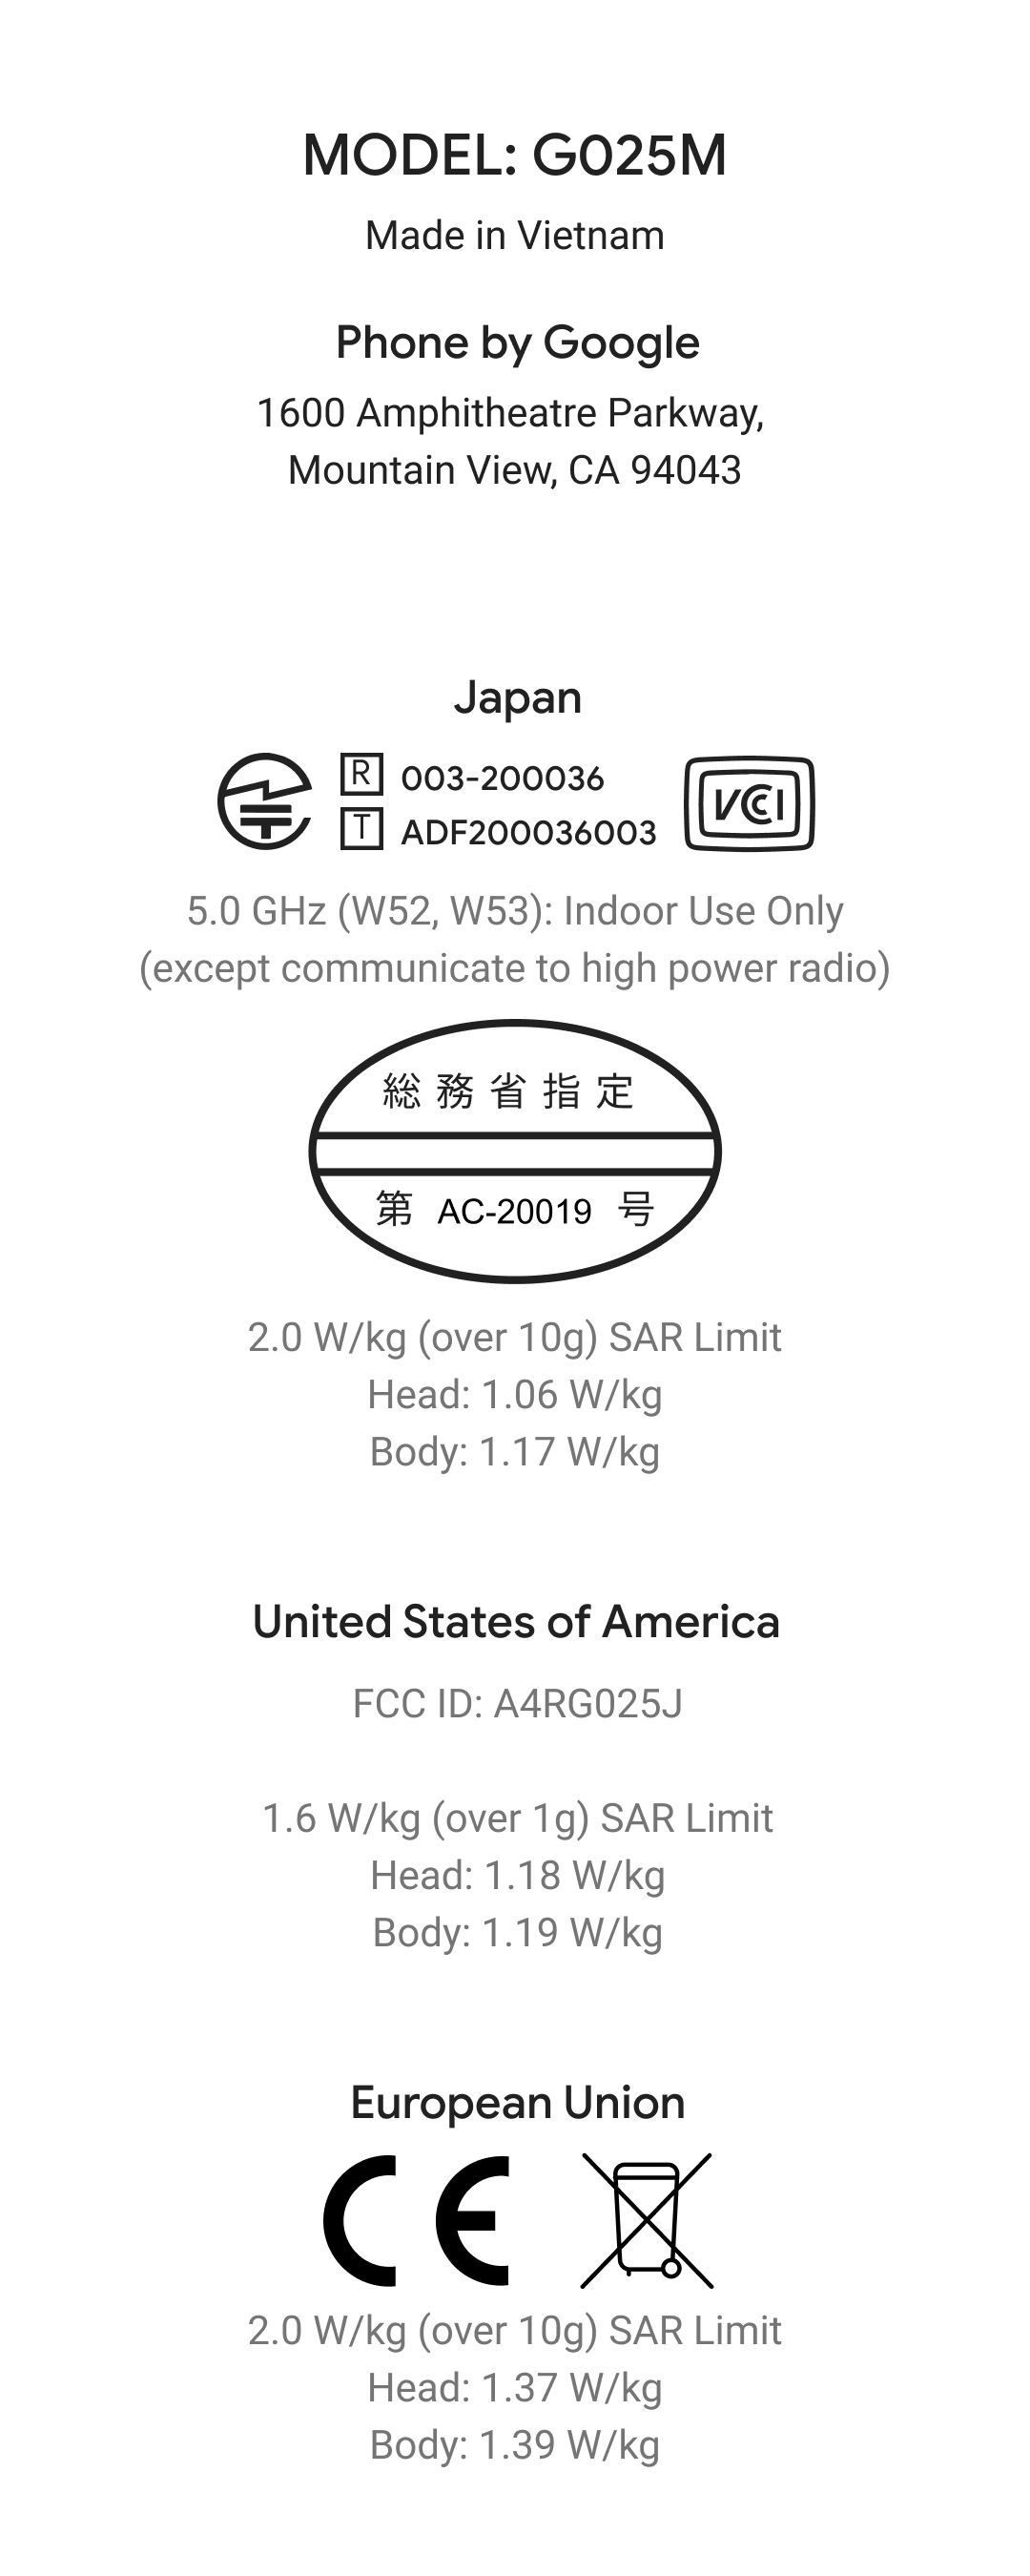 MODEL: G025M
Made in Vietnam
Phone by Google
1600 Amphitheatre Parkway,
Mountain View, CA 94043
Japan
R 003-200036
T ADF200036003
VCCI
5.0 GHz (W52, W53): Indoor Use Only
(except communicate to high power radio)
総務省指定
第 AC-20019 号
2.0 W/kg (over 10g) SAR Limit
Head: 1.06 W/kg
Body: 1.17 W/kg
United States of America
FCC ID: A4RG025J
1.6 W/kg (over 1g) SAR Limit
Head: 1.18 W/kg
Body: 1.19 W/kg
European Union
CE
2.0 W/kg (over 10g) SAR Limit
Head: 1.37 W/kg
Body: 1.39 W/kg